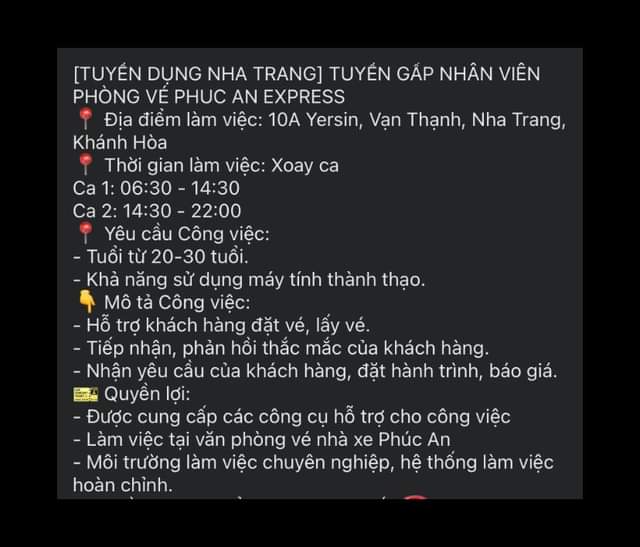 [TUYỂN DỤNG NHA TRANG] TUYỂN GẤP NHÂN VIÊN
PHÒNG VÉ PHUC AN EXPRESS
📍 Địa điểm làm việc: 10A Yersin, Vạn Thạnh, Nha Trang,
Khánh Hòa
📍 Thời gian làm việc: Xoay ca
Ca 1: 06:30 - 14:30
Ca 2: 14:30 - 22:00
📍 Yêu cầu Công việc:
- Tuổi từ 20-30 tuổi.
- Khả năng sử dụng máy tính thành thạo.
👇 Mô tả Công việc:
- Hỗ trợ khách hàng đặt vé, lấy vé.
- Tiếp nhận, phản hồi thắc mắc của khách hàng.
- Nhận yêu cầu của khách hàng, đặt hành trình, báo giá.
🎫 Quyền lợi:
- Được cung cấp các công cụ hỗ trợ cho công việc
- Làm việc tại văn phòng vé nhà xe Phúc An
- Môi trường làm việc chuyên nghiệp, hệ thống làm việc
hoàn chỉnh.